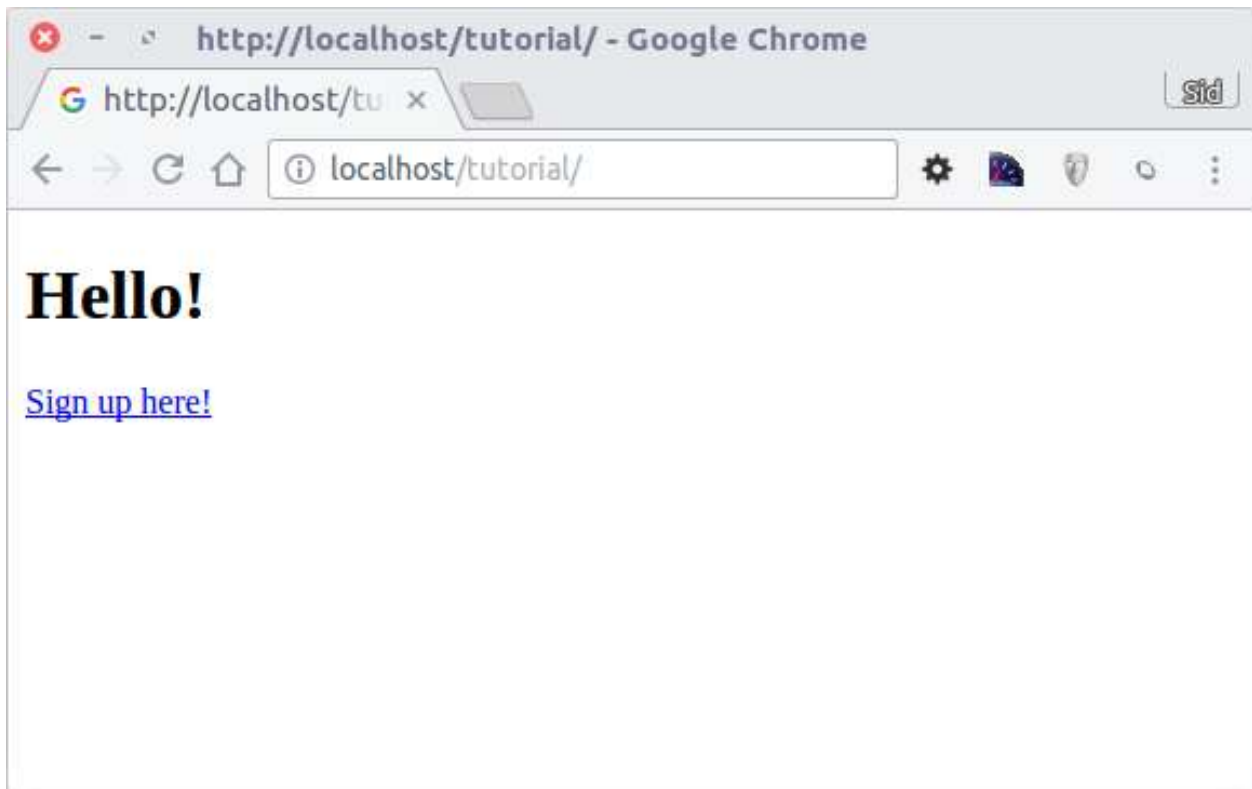 http://localhost/tutorial/ - Google Chrome
http://localhost/tu
Sid
localhost/tutorial/
Hello!
Sign up here!